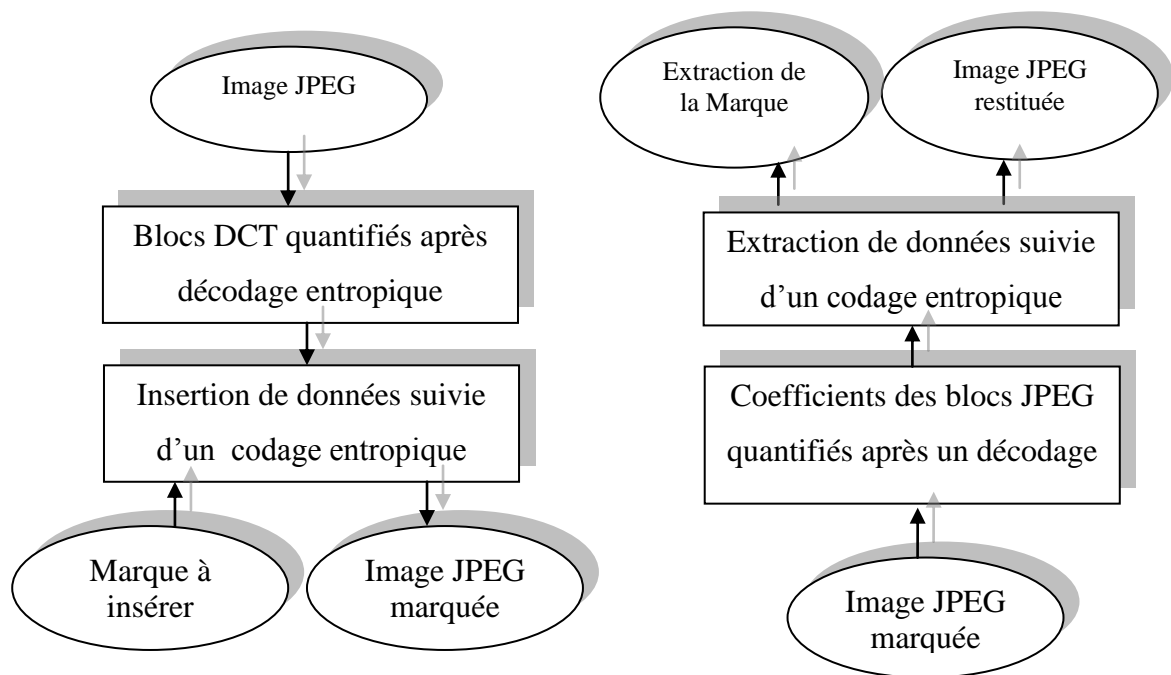 Image JPEG
Blocs DCT quantifiés après
décodage entropique
Insertion de données suivie
d’un codage entropique
Marque à
insérer
Image JPEG
marquée
Extraction de
la Marque
Image JPEG
restituée
Extraction de données suivie
d’un codage entropique
Coefficients des blocs JPEG
quantifiés après un décodage
Image JPEG
marquée